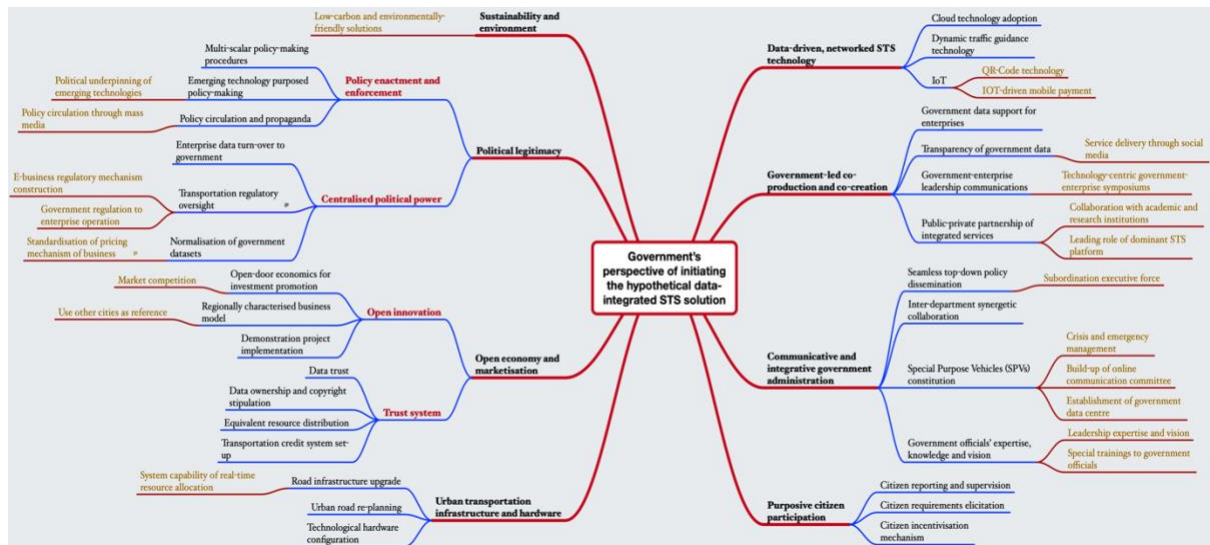 Low-carbon and environmentally-
friendly solutions
Sustainability and
environment
Multi-scalar policy-making
procedures
Political underpinning of
emerging technologies
Emerging technology purposed
policy-making
Policy enactment and
enforcement
Policy circulation through mass
media
Policy circulation and propaganda
Enterprise data turn-over to
government
Political legitimacy
E-business regulatory mechanism
construction
Transportation regulatory
oversight
Centralised political power
Government regulation to
enterprise operation
Standardisation of pricing
mechanism of business
Normalisation of government
datasets
Market competition
Open-door economics for
investment promotion
Use other cities as reference
Regionally characterised business
model
Open innovation
Demonstration project
implementation
Open economy and
marketisation
Data trust
Data ownership and copyright
stipulation
Trust system
Equivalent resource distribution
Transportation credit system set-
up
System capability of real-time
resource allocation
Road infrastructure upgrade
Urban road re-planning
Urban transportation
infrastructure and hardware
Technological hardware
configuration
Government's
perspective of initiating
the hypothetical data-
integrated STS solution
Data-driven, networked STS
technology
Cloud technology adoption
Dynamic traffic guidance
technology
IoT
QR-Code technology
IOT-driven mobile payment
Government-led co-
production and co-creation
Government data support for
enterprises
Transparency of government data
Service delivery through social
media
Government-enterprise
leadership communications
Technology-centric government-
enterprise symposiums
Public-private partnership of
integrated services
Collaboration with academic and
research institutions
Leading role of dominant STS
platform
Communicative and
integrative government
administration
Seamless top-down policy
dissemination
Subordination executive force
Inter-department synergetic
collaboration
Special Purpose Vehicles (SPVs)
constitution
Crisis and emergency
management
Build-up of online
communication committee
Establishment of government
data centre
Government officials' expertise,
knowledge and vision
Leadership expertise and vision
Special trainings to government
officials
Purposive citizen
participation
Citizen reporting and supervision
Citizen requirements elicitation
Citizen incentivisation
mechanism